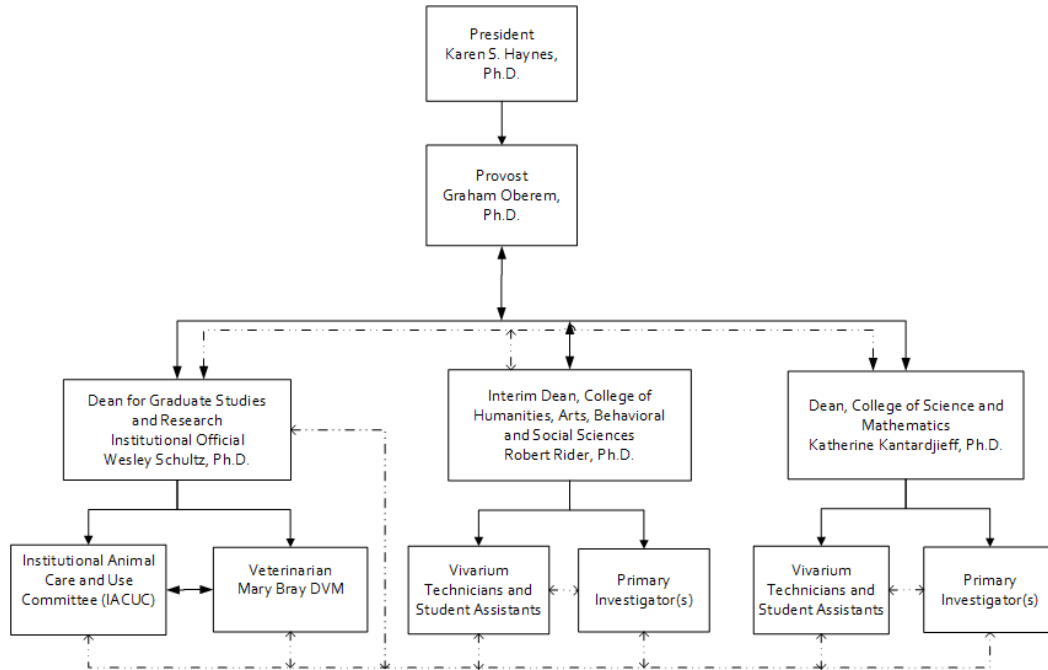 President
Karen S. Haynes,
Ph.D.
Provost
Graham Oberem,
Ph.D.
Dean for Graduate Studies
and Research
Institutional Official
Wesley Schultz, Ph.D.
Interim Dean, College of
Humanities, Arts, Behavioral
and Social Sciences
Robert Rider, Ph.D.
Dean, College of Science and
Mathematics
Katherine Kantardjieff, Ph.D.
Institutional Animal
Care and Use
Committee (IACUC)
Veterinarian
Mary Bray DVM
Vivarium
Technicians and
Student Assistants
Primary
Investigator(s)
Vivarium
Technicians and
Student Assistants
Primary
Investigator(s)